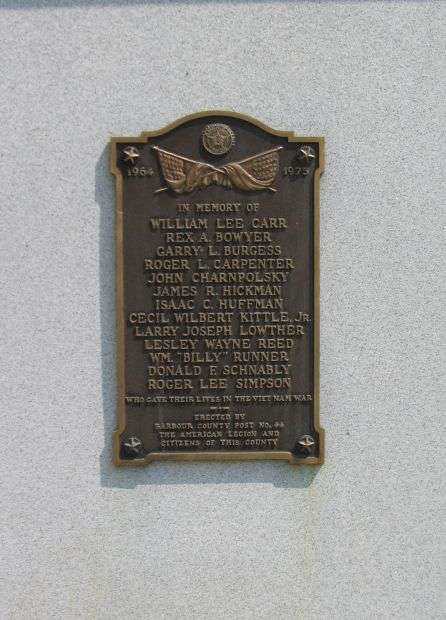 1964 1975
IN MEMORY OF
WILLIAM LEE CARR
REX A. BOWYER
GARRY L. BURGESS
ROGER L. CARPENTER
JOHN CHARNPOLSKY
JAMES R. HICKMAN
ISAAC C. HUFFMAN
CECIL WILBERT KITTLE, JR.
LARRY JOSEPH LOWTHER
LESLEY WAYNE REED
WM. "BILLY" RUNNER
DONALD F. SCHNABLY
ROGER LEE SIMPSON
WHO GAVE THEIR LIVES IN THE VIET NAM WAR
ERECTED BY
BARBOUR COUNTY POST NO. 44
THE AMERICAN LEGION AND
CITIZENS OF THIS COUNTY